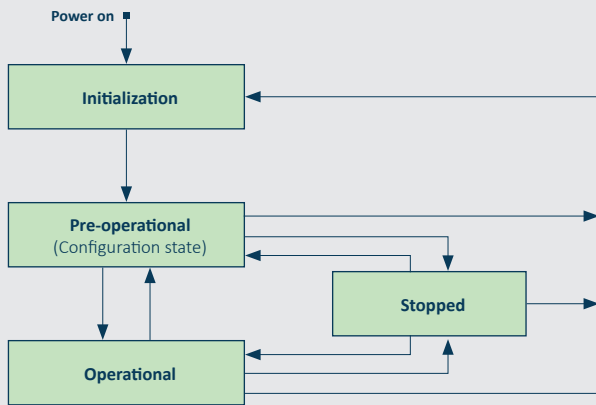 Power on
Initialization
Pre-operational
(Configuration state)
Stopped
Operational